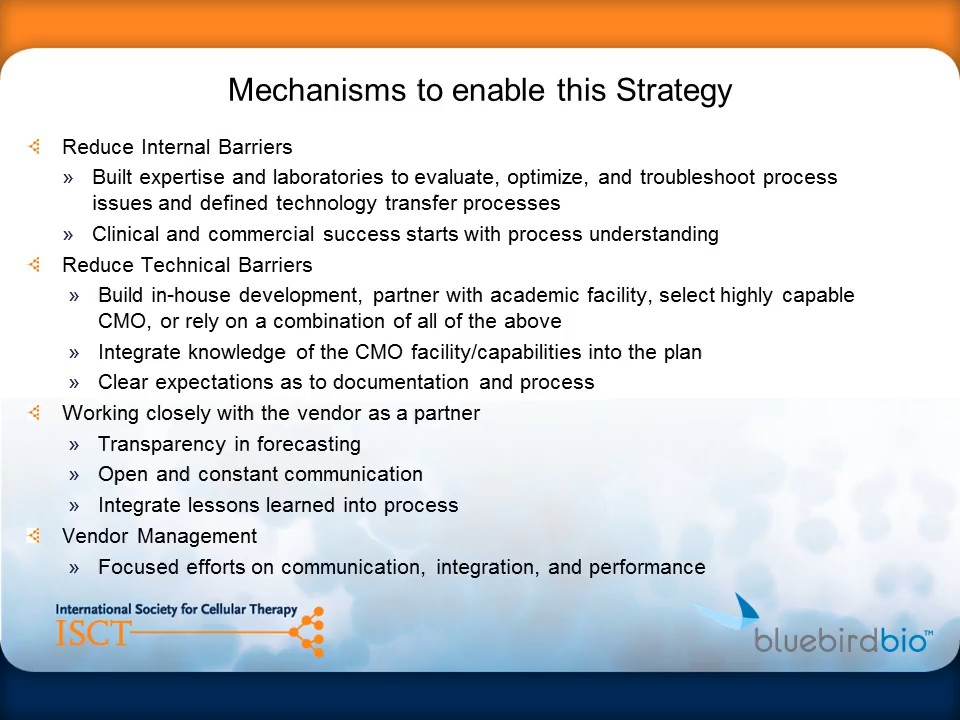 Mechanisms to enable this Strategy
Reduce Internal Barriers
» Built expertise and laboratories to evaluate, optimize, and troubleshoot process
issues and defined technology transfer processes
» Clinical and commercial success starts with process understanding
Reduce Technical Barriers
» Build in-house development, partner with academic facility, select highly capable
CMO, or rely on a combination of all of the above
» Integrate knowledge of the CMO facility/capabilities into the plan
» Clear expectations as to documentation and process
Working closely with the vendor as a partner
» Transparency in forecasting
» Open and constant communication
» Integrate lessons learned into process
Vendor Management
» Focused efforts on communication, integration, and performance
International Society for Cellular Therapy
ISCT
bluebirdbio™